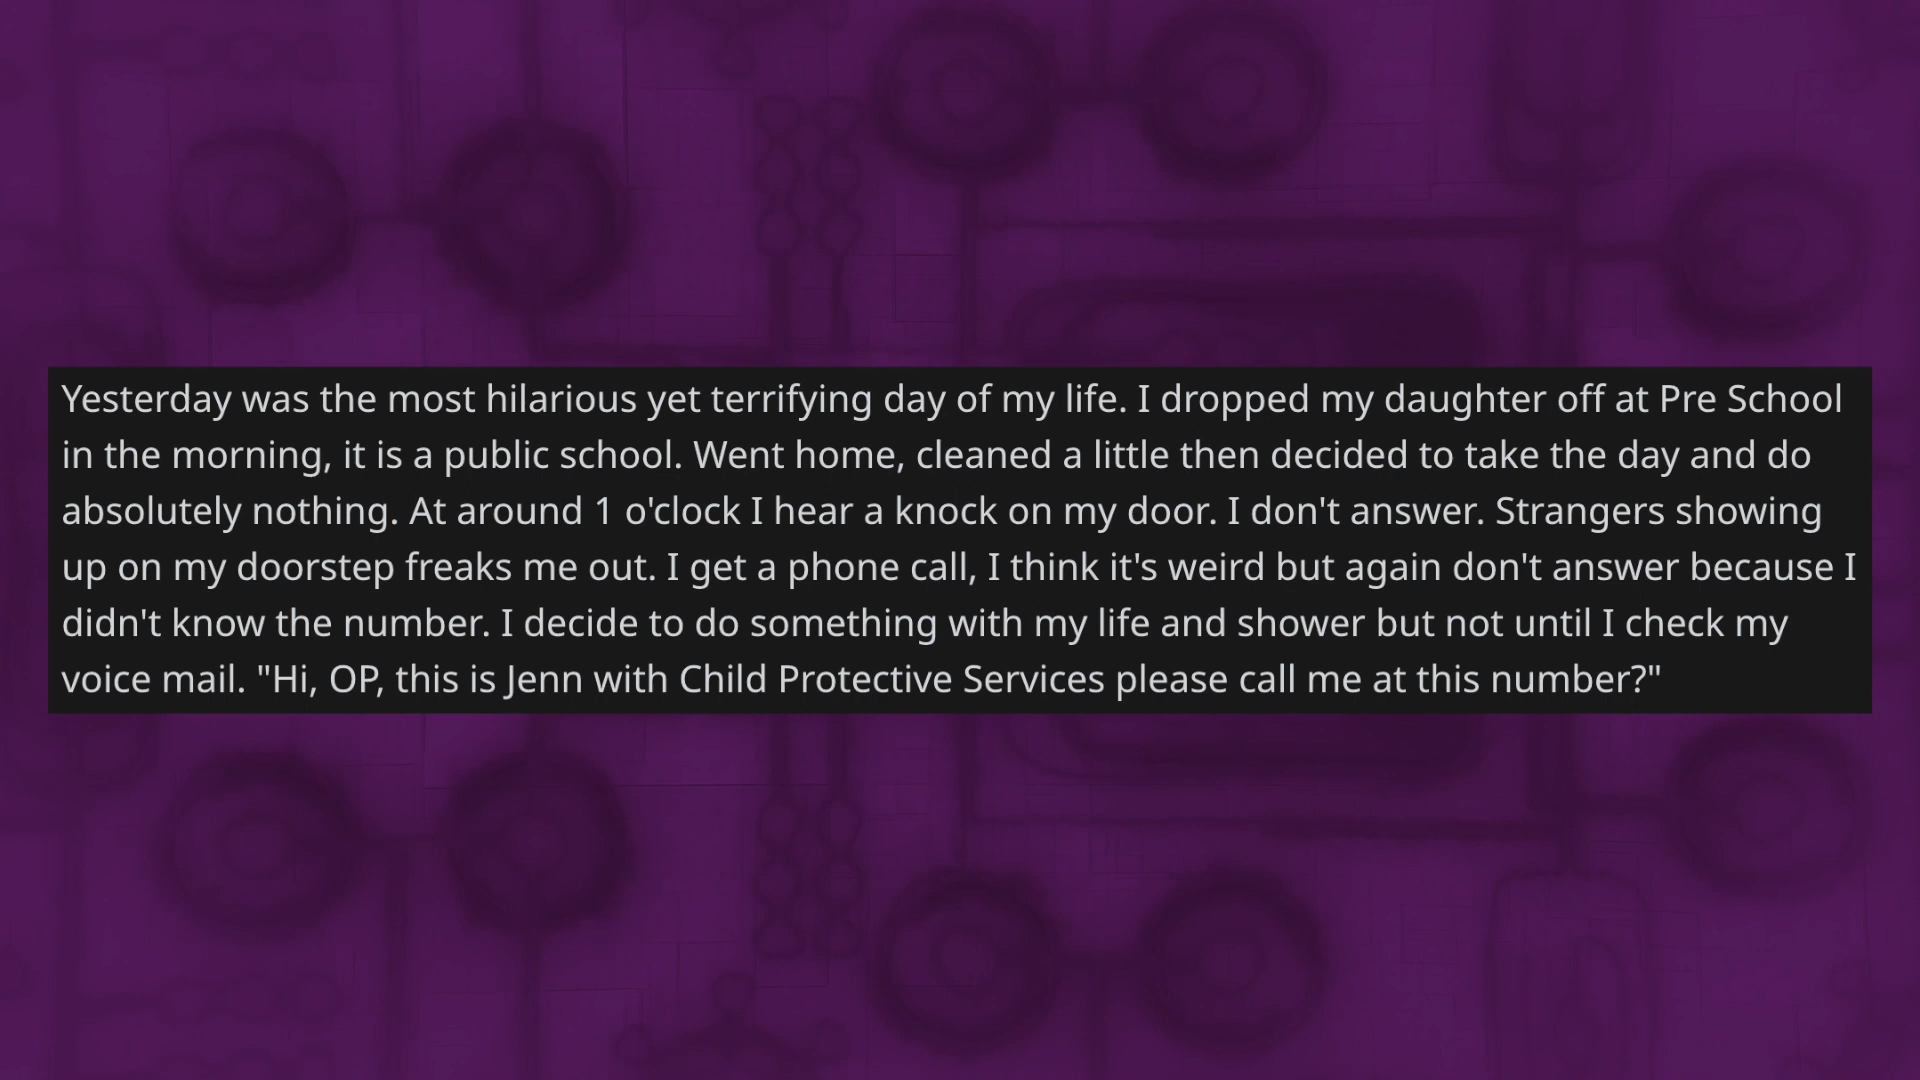 Yesterday was the most hilarious yet terrifying day of my life. I dropped my daughter off at Pre School
in the morning, it is a public school. Went home, cleaned a little then decided to take the day and do
absolutely nothing. At around 1 o'clock I hear a knock on my door. I don't answer. Strangers showing
up on my doorstep freaks me out. I get a phone call, I think it's weird but again don't answer because I
didn't know the number. I decide to do something with my life and shower but not until I check my
voice mail. "Hi, OP, this is Jenn with Child Protective Services please call me at this number?"